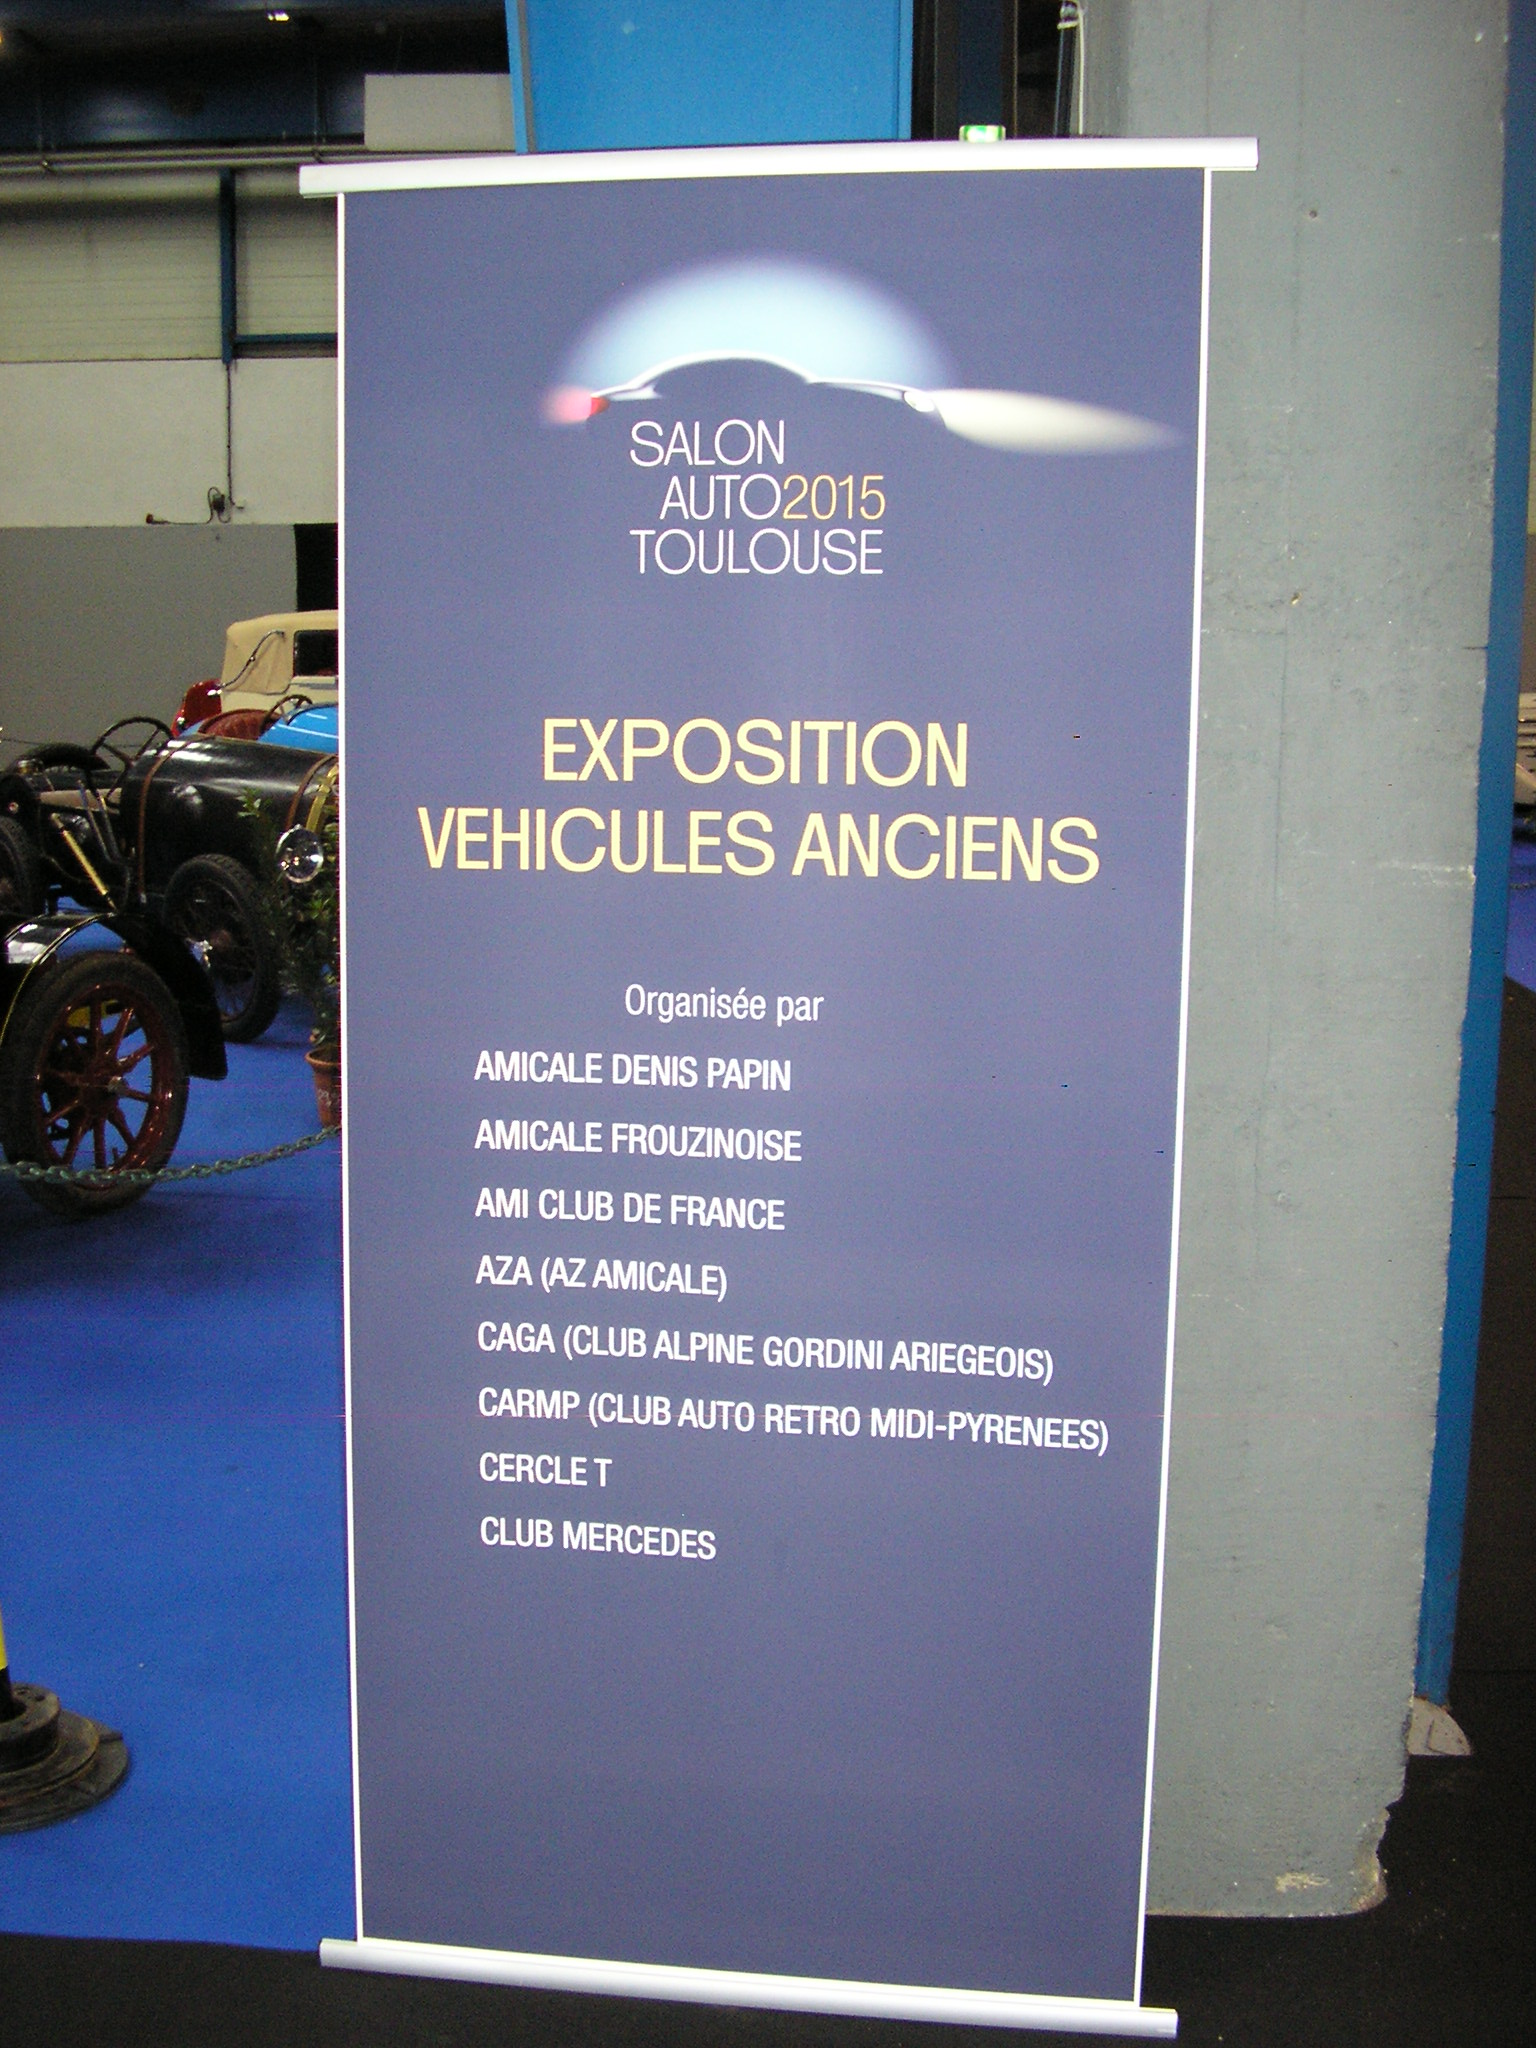 SALON
AUTO2015
TOULOUSE
EXPOSITION
VEHICULES ANCIENS
Organisée par
AMICALE DENIS PAPIN
AMICALE FROUZINOISE
AMI CLUB DE FRANCE
AZA (AZ AMICALE)
CAGA (CLUB ALPINE GORDINI ARIEGEOIS)
CARMP (CLUB AUTO RETRO MIDI-PYRENEES)
CERCLE T
CLUB MERCEDES